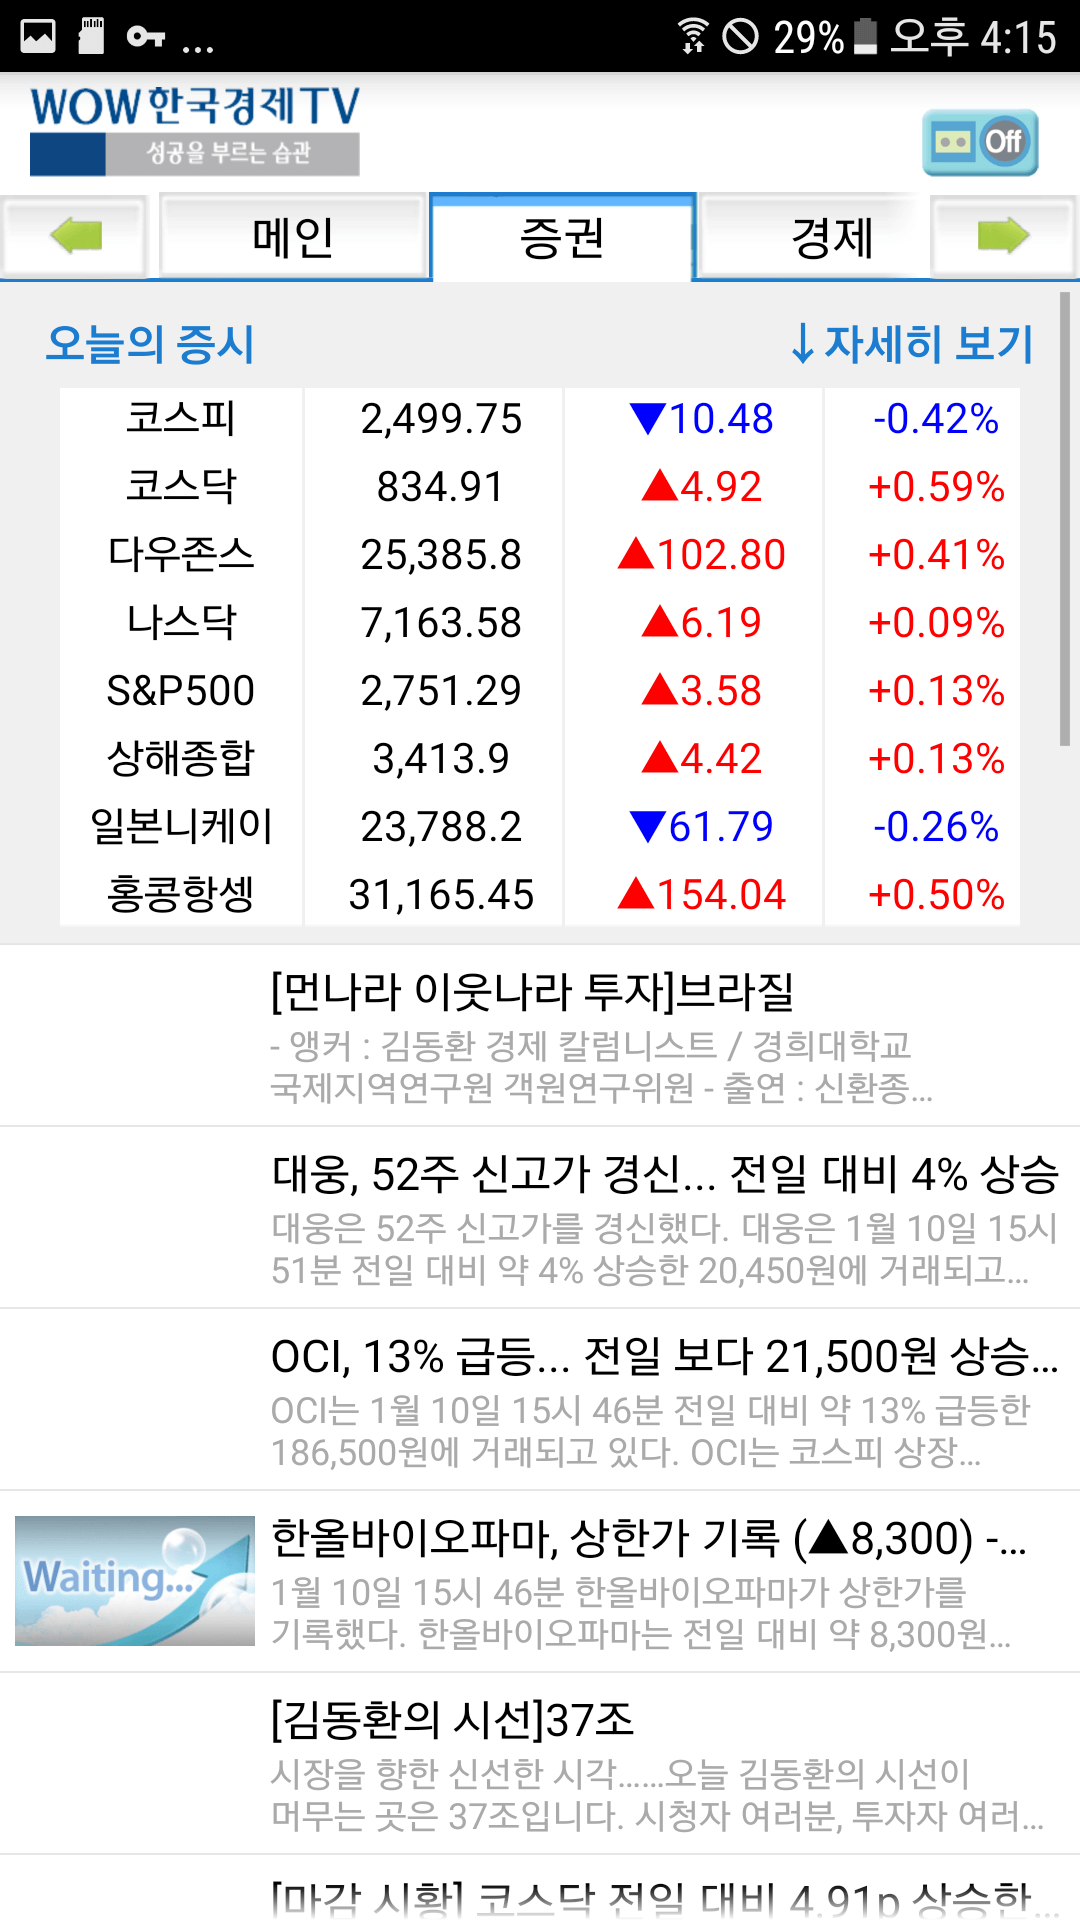 ... 29% 오후 4:15
WOW한국경제TV
성공을 부르는 습관
Off
메인 증권 경제
오늘의 증시 ↓자세히 보기
코스피 2,499.75 ▼10.48 -0.42%
코스닥 834.91 ▲4.92 +0.59%
다우존스 25,385.8 ▲102.80 +0.41%
나스닥 7,163.58 ▲6.19 +0.09%
S&P500 2,751.29 ▲3.58 +0.13%
상해종합 3,413.9 ▲4.42 +0.13%
일본니케이 23,788.2 ▼61.79 -0.26%
홍콩항셍 31,165.45 ▲154.04 +0.50%
[먼나라 이웃나라 투자]브라질
- 앵커 : 김동환 경제 칼럼니스트 / 경희대학교
국제지역연구원 객원연구위원 - 출연 : 신환종...
대웅, 52주 신고가 경신... 전일 대비 4% 상승
대웅은 52주 신고가를 경신했다. 대웅은 1월 10일 15시
51분 전일 대비 약 4% 상승한 20,450원에 거래되고...
OCI, 13% 급등... 전일 보다 21,500원 상승...
OCI는 1월 10일 15시 46분 전일 대비 약 13% 급등한
186,500원에 거래되고 있다. OCI는 코스피 상장...
Waiting...
한올바이오파마, 상한가 기록 (▲8,300) -...
1월 10일 15시 46분 한올바이오파마가 상한가를
기록했다. 한올바이오파마는 전일 대비 약 8,300원...
[김동환의 시선]37조
시장을 향한 신선한 시각......오늘 김동환의 시선이
머무는 곳은 37조입니다. 시청자 여러분, 투자자 여러...
[마감 시황] 코스닥 전일 대비 4.91p 상승한...